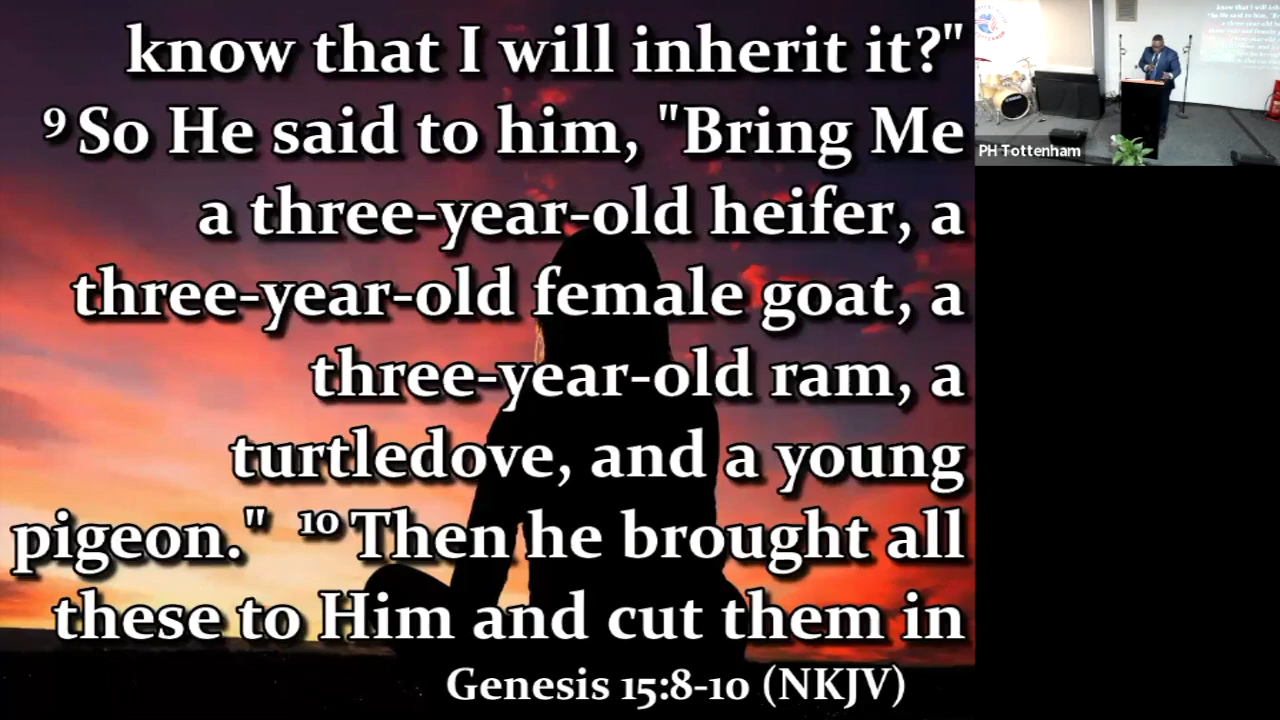 know that I will inherit it?"
9 So He said to him, "Bring Me
a three-year-old heifer, a
three-year-old female goat, a
three-year-old ram, a
turtledove, and a young
pigeon." 10 Then he brought all
these to Him and cut them in
Genesis 15:8-10 (NKJV)
PH Tottenham